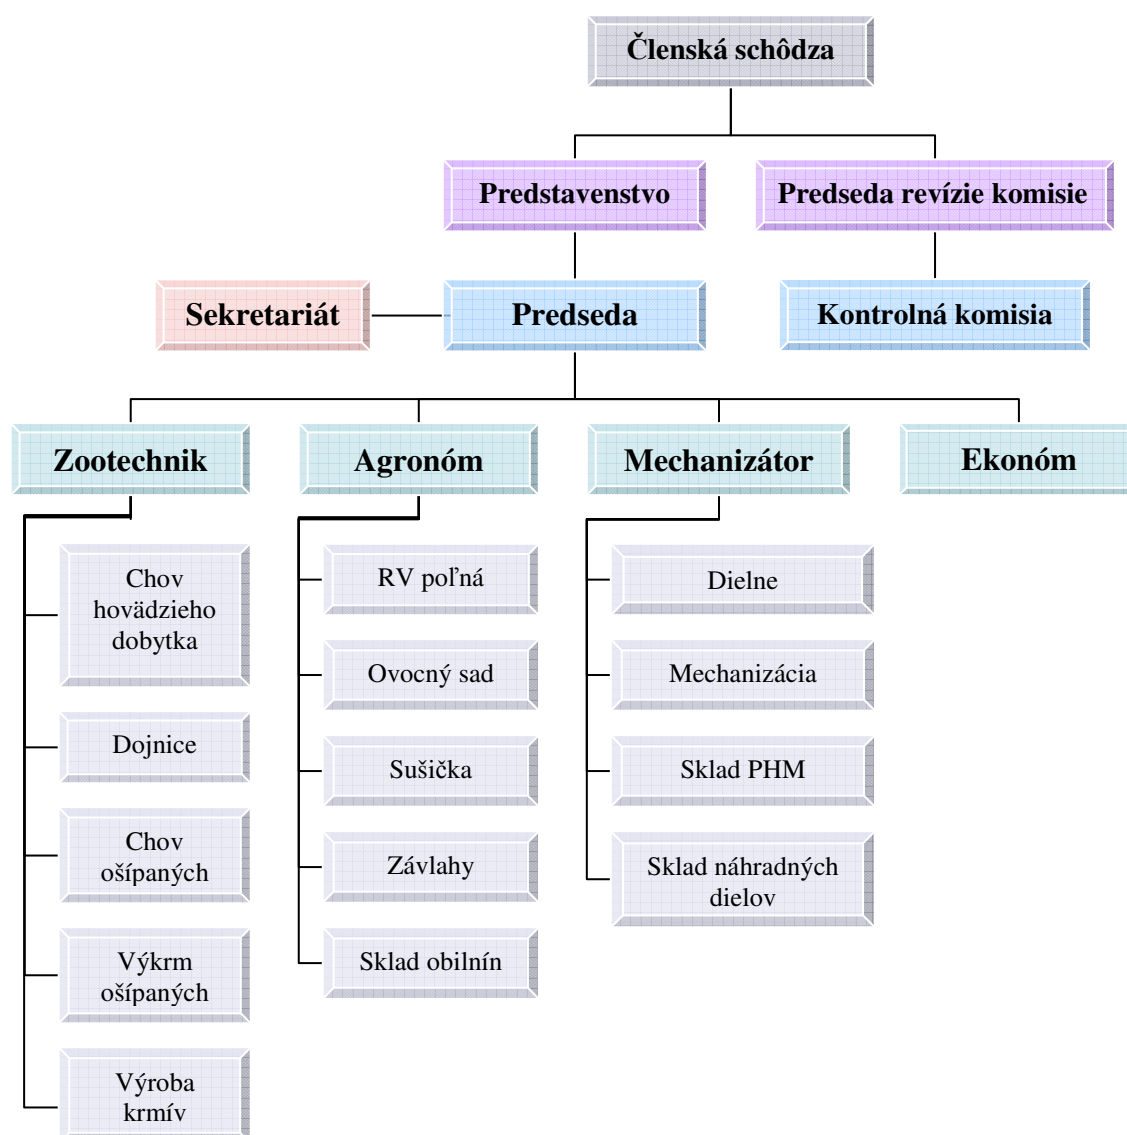 Členská schôdza
Predstavenstvo
Predseda revízie komisie
Sekretariát
Predseda
Kontrolná komisia
Zootechnik
Agronóm
Mechanizátor
Ekonóm
Chov
hovädzieho
dobytka
Dojnice
Chov
ošípaných
Výkrm
ošípaných
Výroba
krmív
RV poľná
Ovocný sad
Sušička
Závlahy
Sklad obilnín
Dielne
Mechanizácia
Sklad PHM
Sklad náhradných
dielov